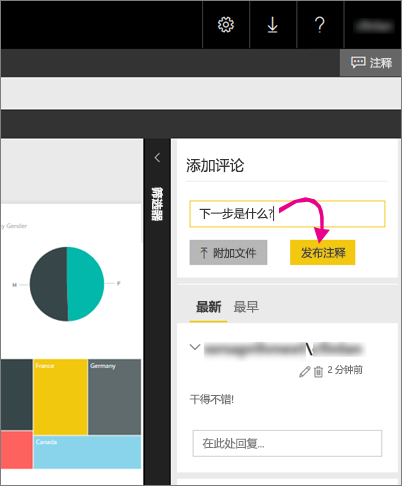 注释
添加评论
筛选器
下一步是什么?
y Gender
附加文件
发布注释
M
F
最新
最早
2 分钟前
France
Germany
干得不错!
Canada
在此处回复...